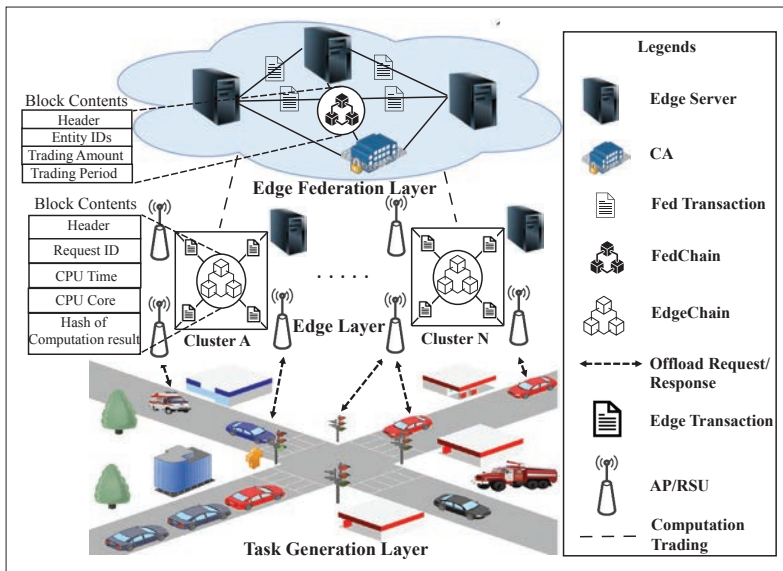 Block Contents
Header
Entity IDs
Trading Amount
Trading Period
Edge Federation Layer
Block Contents
Header
Request ID
CPU Time
CPU Core
Hash of
Computation result
Cluster A
Edge Layer
. . . . .
Cluster N
Task Generation Layer
Legends
Edge Server
CA
Fed Transaction
FedChain
EdgeChain
Offload Request/
Response
Edge Transaction
AP/RSU
Computation
Trading